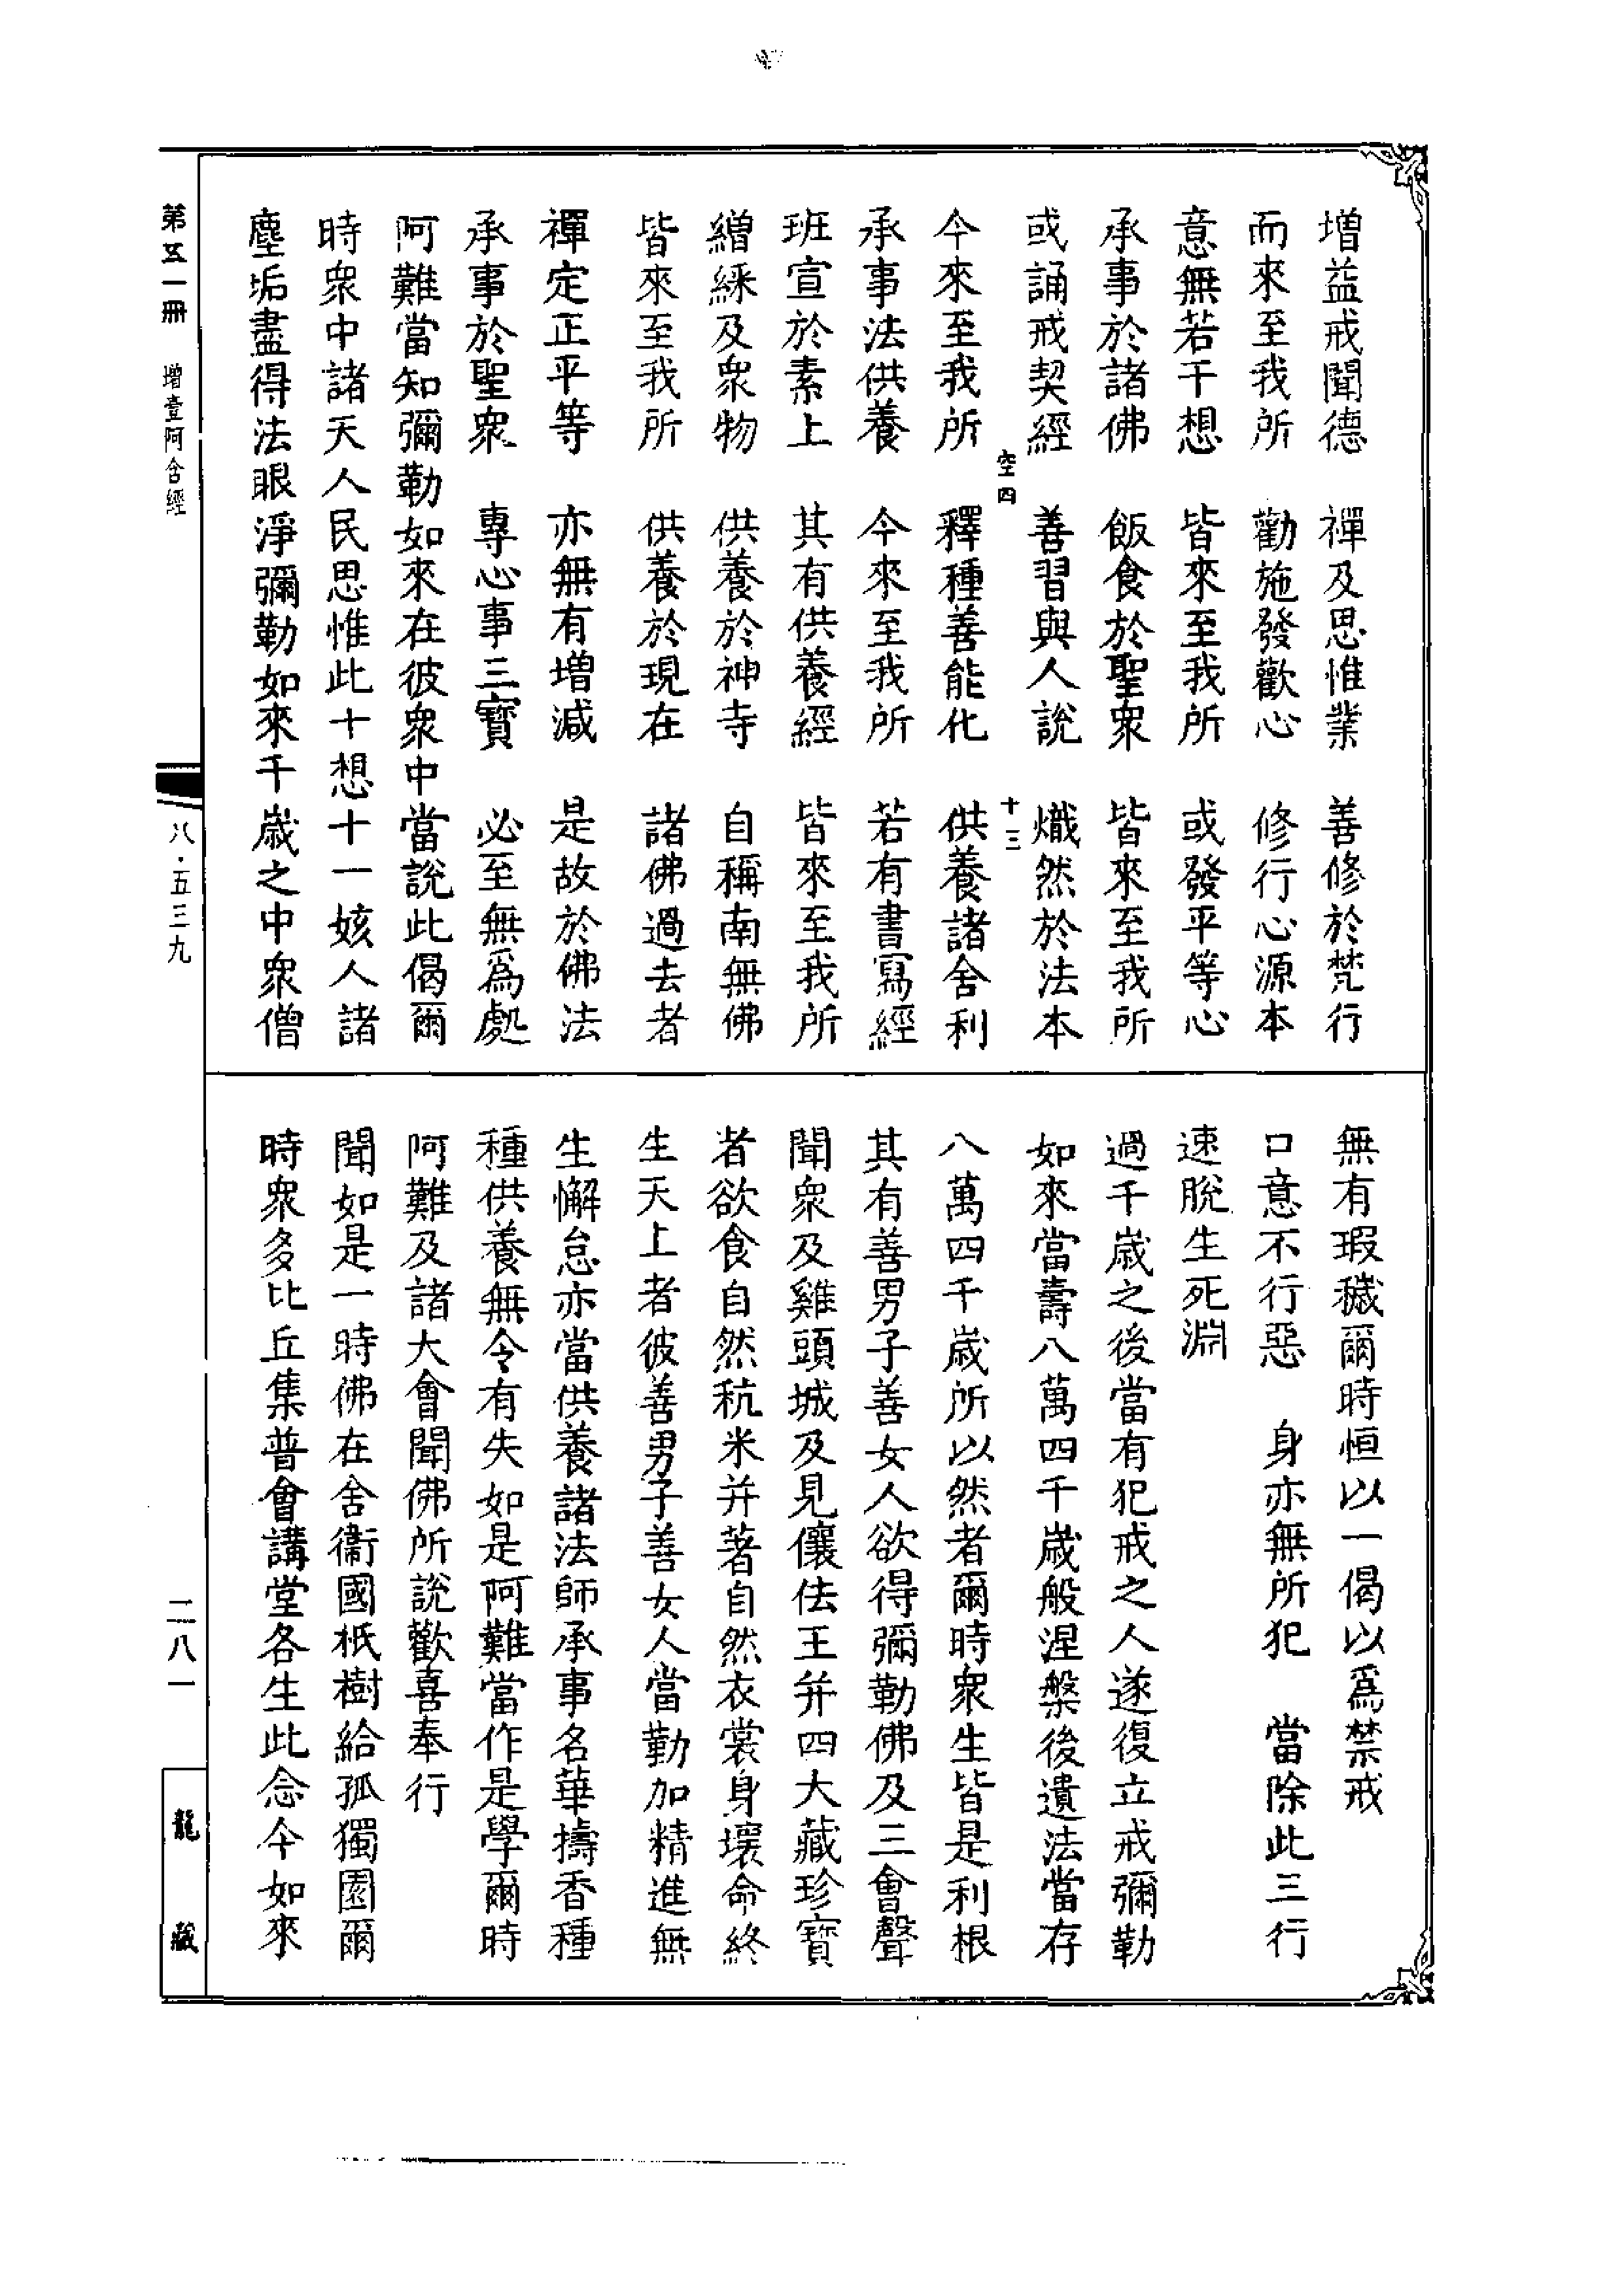 增益戒聞德　禪及思惟業　善修於梵行
而來至我所　勸施發歡心　修行心源本
意無若干想　皆來至我所　或發平等心
承事於諸佛　飯食於聖衆　皆來至我所
或誦戒契經　善習與人說　熾然於法本
空四　十三
今來至我所　釋種善能化　供養諸舍利
承事法供養　今來至我所　若有書寫經
班宣於素上　其有供養經　皆來至我所
繒綵及衆物　供養於神寺　自稱南無佛
皆來至我所　供養於現在　諸佛過去者
禪定正平等　亦無有增減　是故於佛法
承事於聖衆　專心事三寶　必至無爲處
阿難當知彌勒如來在彼衆中當說此偈爾
時衆中諸天人民思惟此十想十一姟人諸
塵垢盡得法眼淨彌勒如來千歲之中衆僧
無有瑕穢爾時恒以一偈以爲禁戒
口意不行惡　身亦無所犯　當除此三行
速脫生死淵
過千歲之後當有犯戒之人遂復立戒彌勒
如來當壽八萬四千歲般涅槃後遺法當存
八萬四千歲所以然者爾時衆生皆是利根
其有善男子善女人欲得彌勒佛及三會聲
聞衆及雞頭城及見儴佉王并四大藏珍寶
者欲食自然秔米并著自然衣裳身壞命終
生天上者彼善男子善女人當勤加精進無
生懈怠亦當供養諸法師承事名華擣香種
種供養無令有失如是阿難當作是學爾時
阿難及諸大會聞佛所說歡喜奉行
聞如是一時佛在舍衞國祇樹給孤獨園爾
時衆多比丘集普會講堂各生此念今如來
第五一冊　增壹阿含經
八·五三九
二八一
龍藏